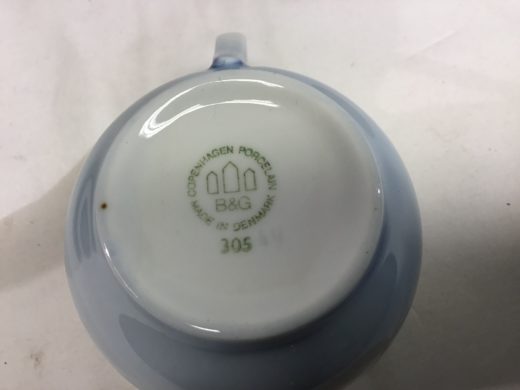 COPENHAGEN PORCELAIN
B&G
MADE IN DENMARK
305